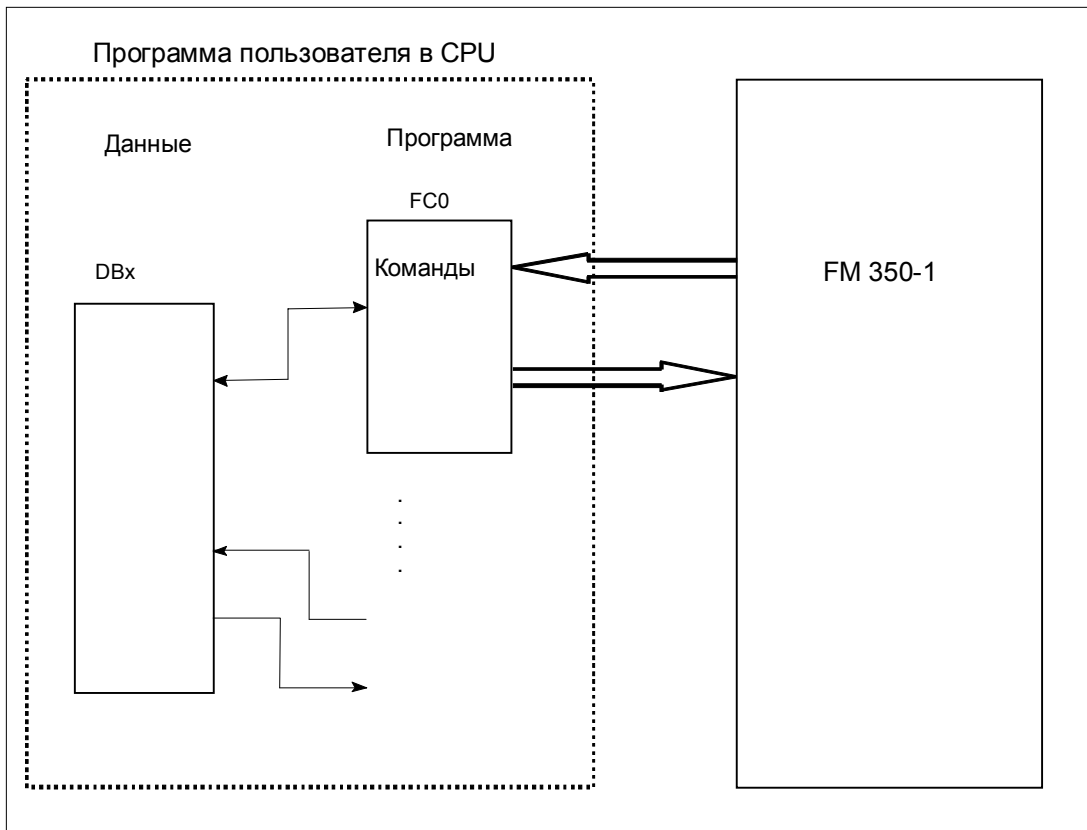 Программа пользователя в CPU
Данные
Программа
FC0
Команды
DBx
FM 350-1